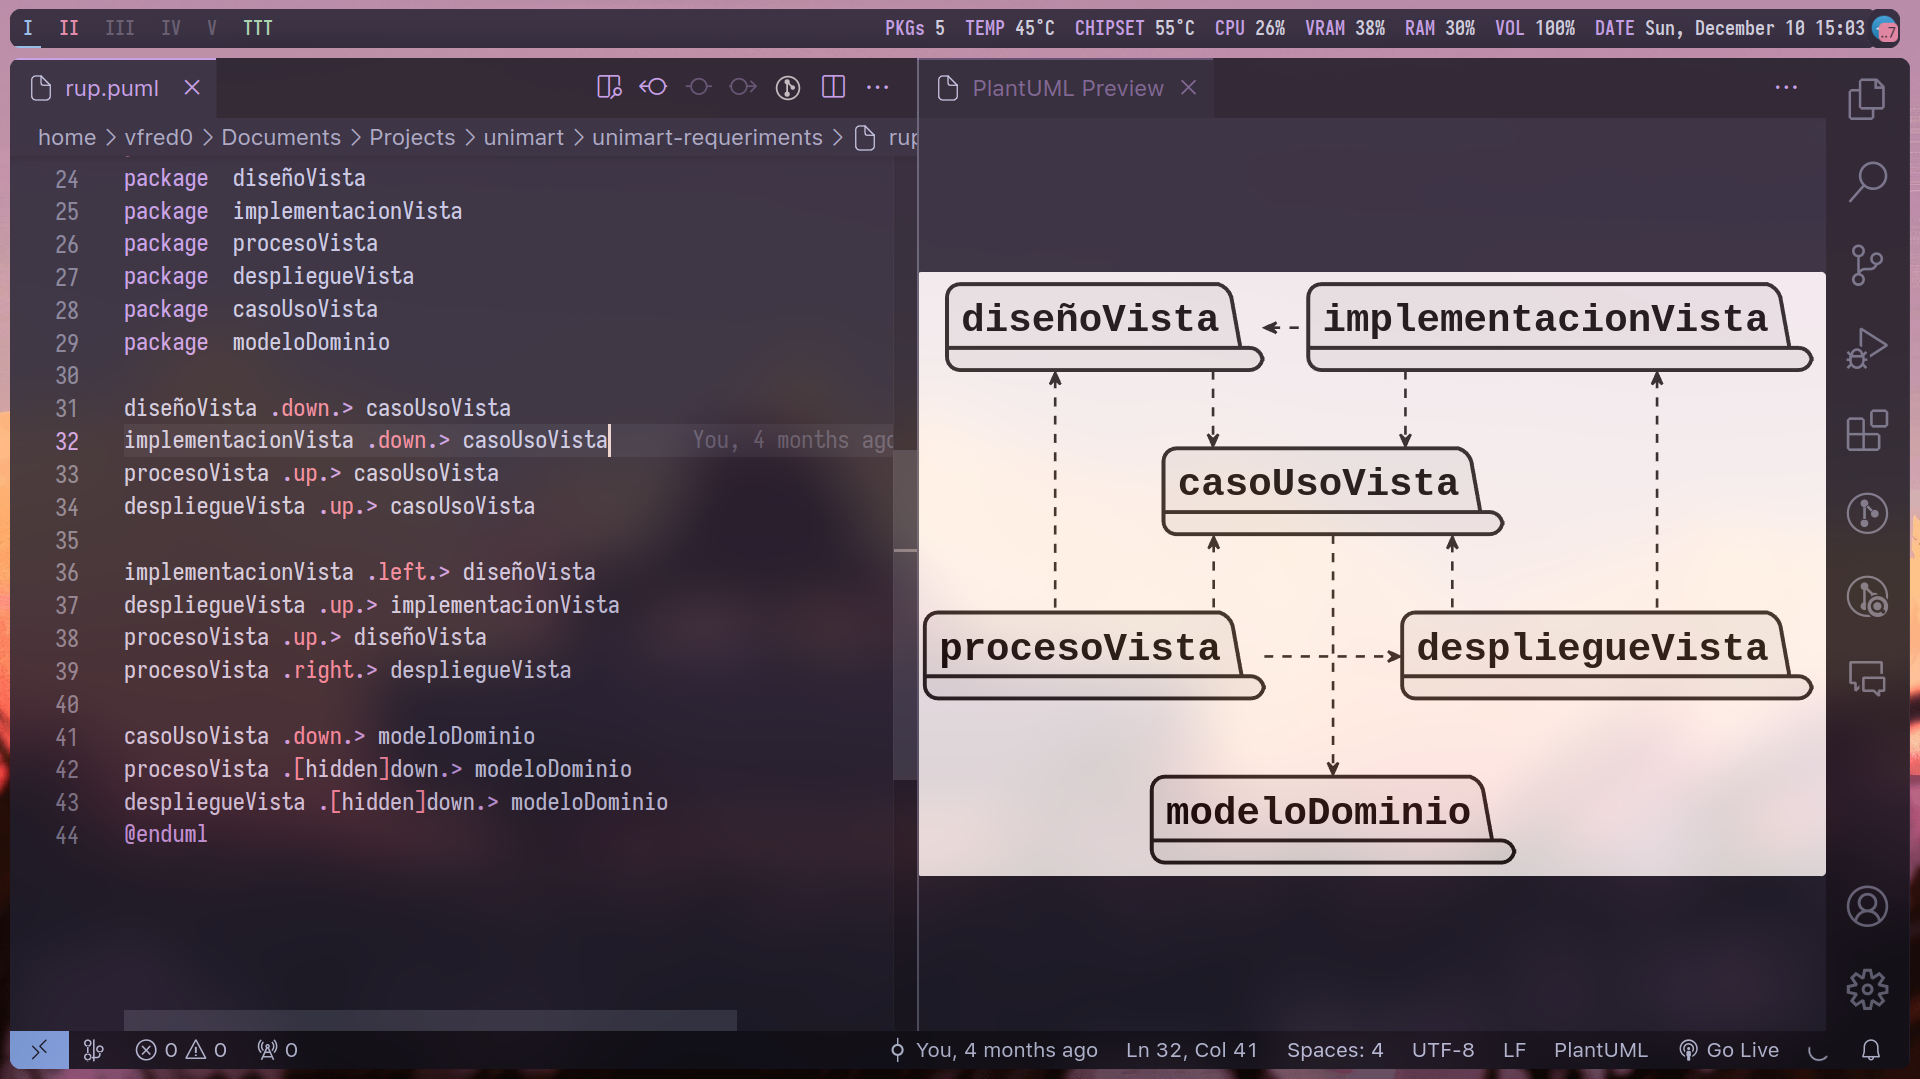 I II III IV V TTT PKGs 5 TEMP 45°C CHIPSET 55°C CPU 26% VRAM 38% RAM 30% VOL 100% DATE Sun, December 10 15:03 ..7
rup.puml
PlantUML Preview
home > vfred0 > Documents > Projects > unimart > unimart-requeriments > rup
24 package diseñoVista
25 package implementacionVista
26 package procesoVista
27 package despliegueVista
28 package casoUsoVista
29 package modeloDominio
30
31 diseñoVista .down.> casoUsoVista
32 implementacionVista .down.> casoUsoVista You, 4 months ago
33 procesoVista .up.> casoUsoVista
34 despliegueVista .up.> casoUsoVista
35
36 implementacionVista .left.> diseñoVista
37 despliegueVista .up.> implementacionVista
38 procesoVista .up.> diseñoVista
39 procesoVista .right.> despliegueVista
40
41 casoUsoVista .down.> modeloDominio
42 procesoVista .[hidden]down.> modeloDominio
43 despliegueVista .[hidden]down.> modeloDominio
44 @enduml
diseñoVista
implementacionVista
casoUsoVista
procesoVista
despliegueVista
modeloDominio
0 0 0 You, 4 months ago Ln 32, Col 41 Spaces: 4 UTF-8 LF PlantUML Go Live